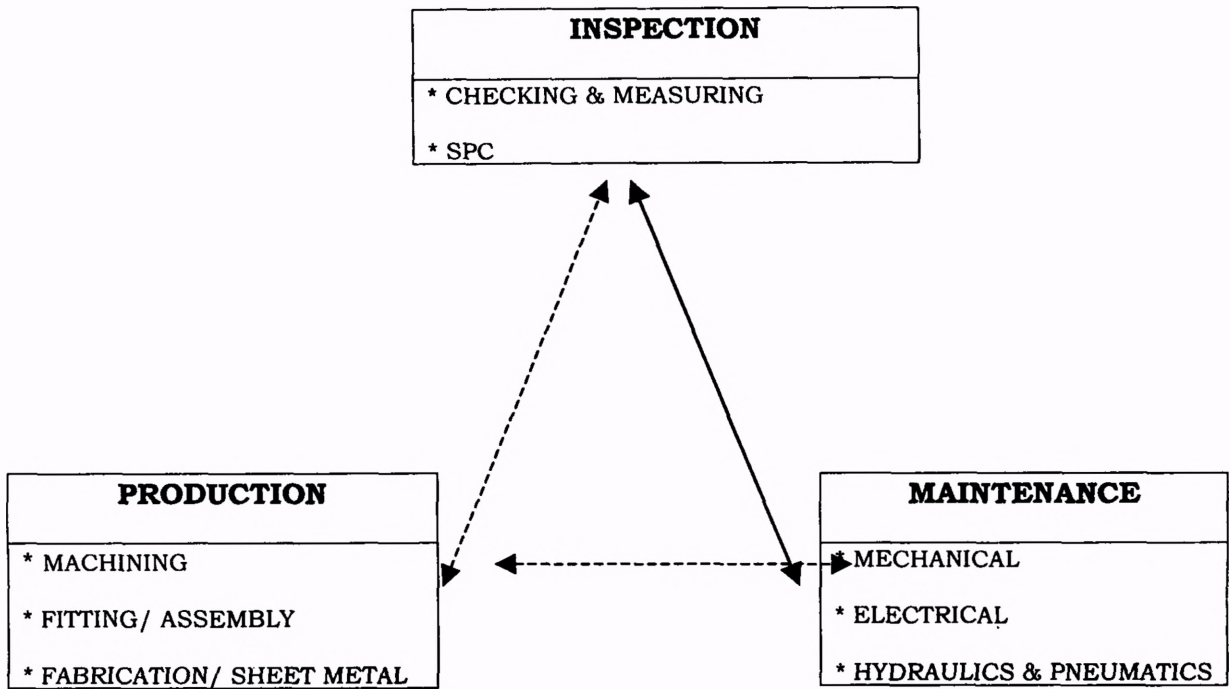 INSPECTION
* CHECKING & MEASURING
* SPC
PRODUCTION
* MACHINING
* FITTING/ ASSEMBLY
* FABRICATION/ SHEET METAL
MAINTENANCE
* MECHANICAL
* ELECTRICAL
* HYDRAULICS & PNEUMATICS